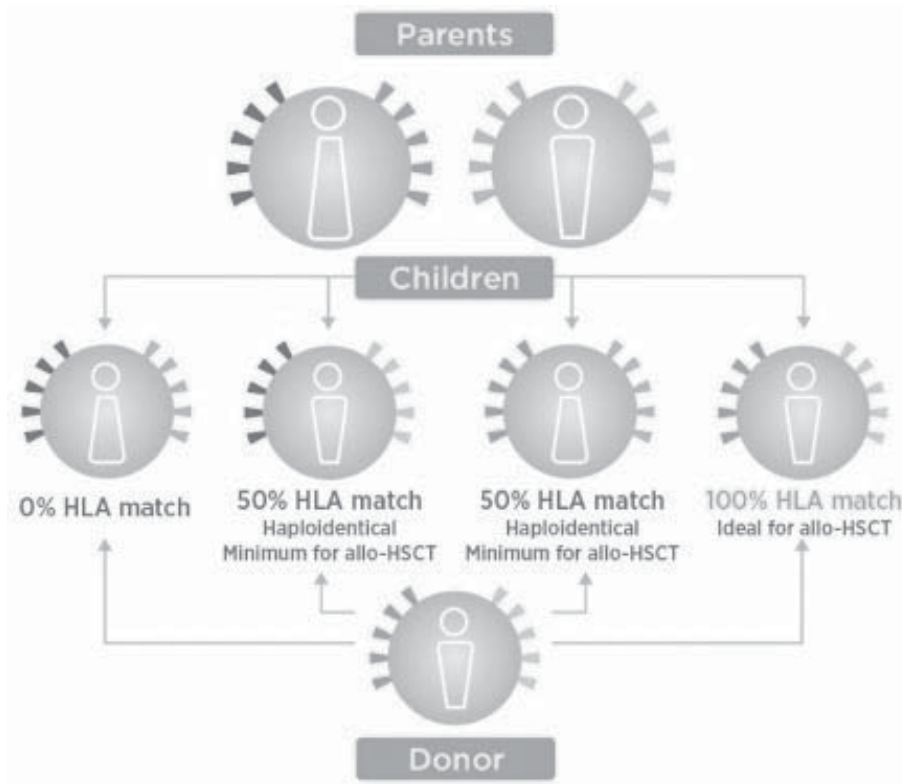 Parents
Children
0% HLA match
50% HLA match
Haploidentical
Minimum for allo-HSCT
50% HLA match
Haploidentical
Minimum for allo-HSCT
100% HLA match
Ideal for allo-HSCT
Donor